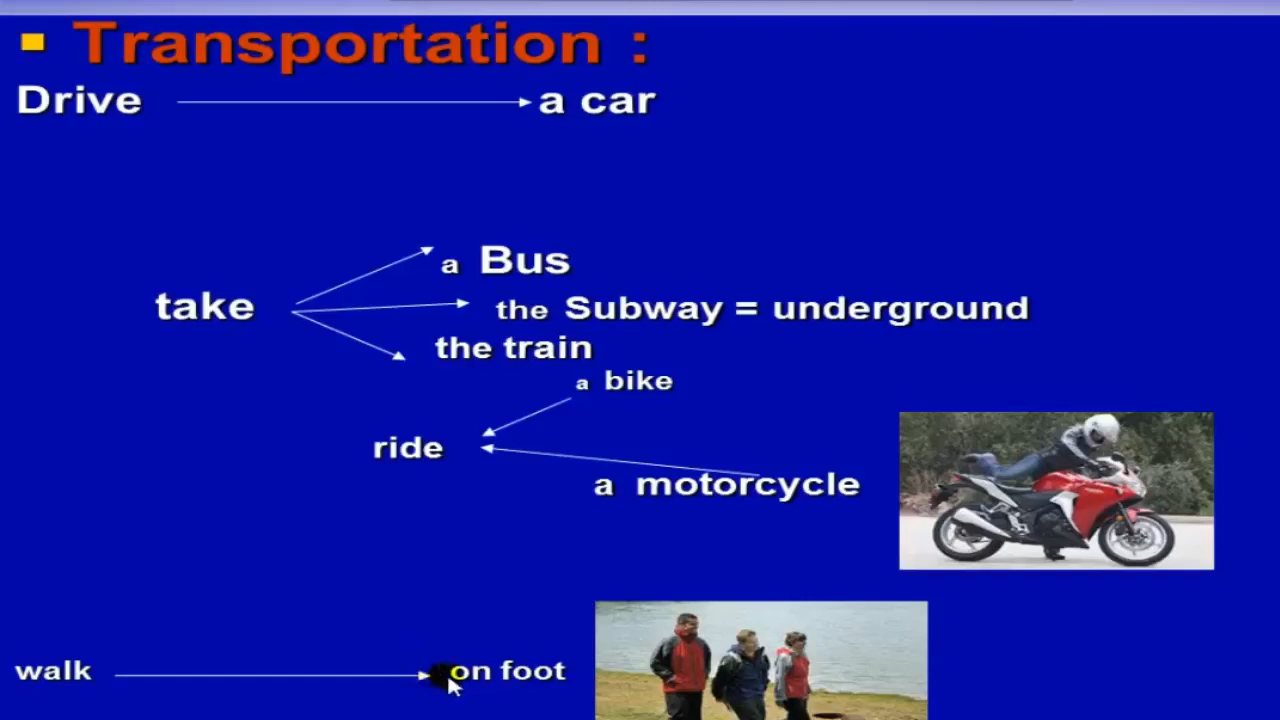 Transportation :
Drive a car
a Bus
take the Subway = underground
the train
a bike
ride
a motorcycle
walk on foot